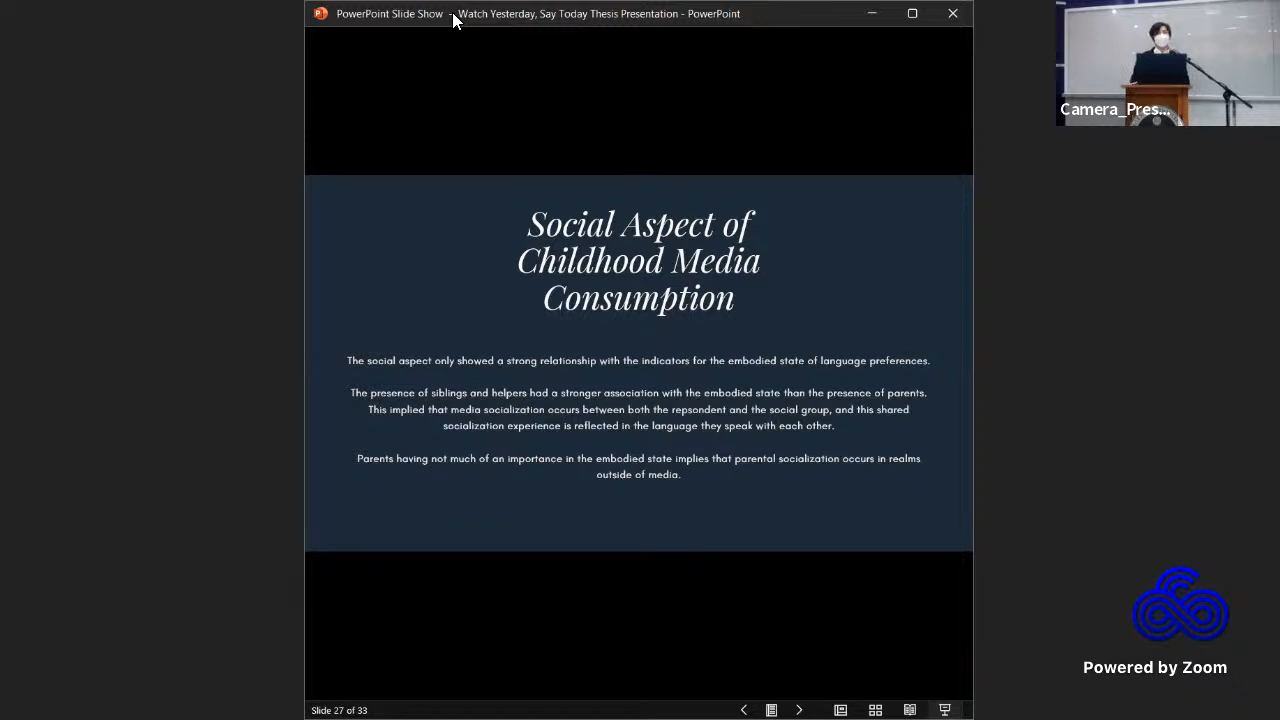 PowerPoint Slide Show - Watch Yesterday, Say Today Thesis Presentation - PowerPoint
Camera_Pres...
Social Aspect of
Childhood Media
Consumption
The social aspect only showed a strong relationship with the indicators for the embodied state of language preferences.
The presence of siblings and helpers had a stronger association with the embodied state than the presence of parents.
This implied that media socialization occurs between both the repsondent and the social group, and this shared
socialization experience is reflected in the language they speak with each other.
Parents having not much of an importance in the embodied state implies that parental socialization occurs in realms
outside of media.
Powered by Zoom
Slide 27 of 33